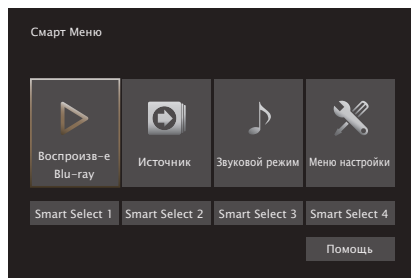 Смарт Меню
Воспроизв-е
Blu-ray
Источник
Звуковой режим
Меню настройки
Smart Select 1
Smart Select 2
Smart Select 3
Smart Select 4
Помощь